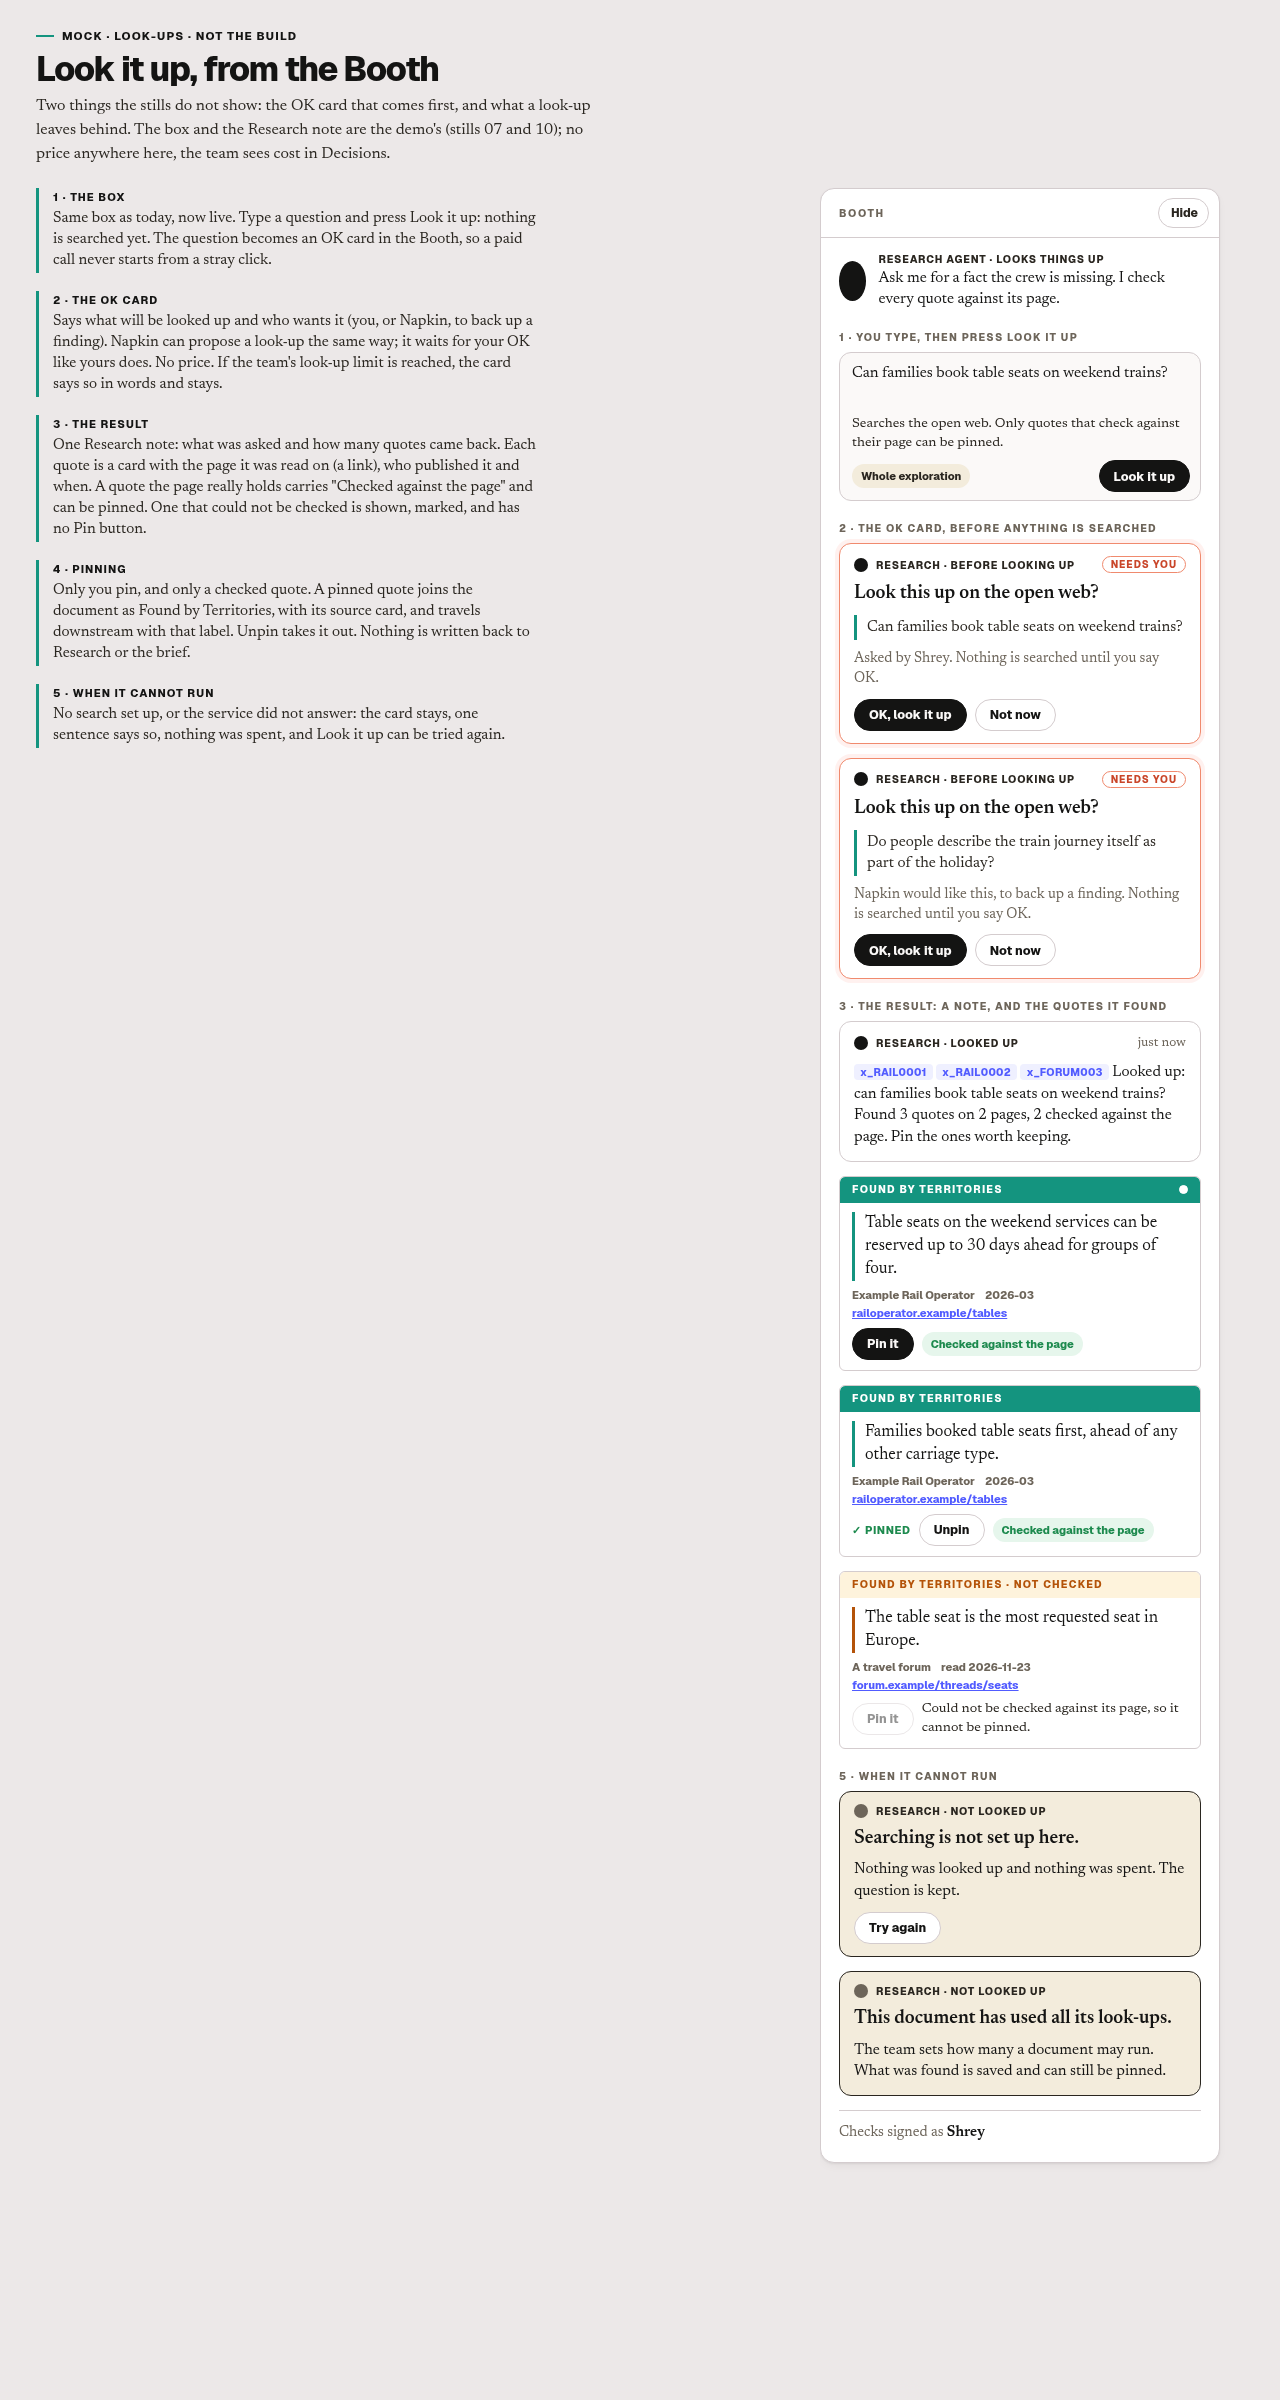 MOCK · LOOK-UPS · NOT THE BUILD
Look it up, from the Booth
Two things the stills do not show: the OK card that comes first, and what a look-up
leaves behind. The box and the Research note are the demo's (stills 07 and 10); no
price anywhere here, the team sees cost in Decisions.
1 · THE BOX
Same box as today, now live. Type a question and press Look it up: nothing
is searched yet. The question becomes an OK card in the Booth, so a paid
call never starts from a stray click.
2 · THE OK CARD
Says what will be looked up and who wants it (you, or Napkin, to back up a
finding). Napkin can propose a look-up the same way; it waits for your OK
like yours does. No price. If the team's look-up limit is reached, the card
says so in words and stays.
3 · THE RESULT
One Research note: what was asked and how many quotes came back. Each
quote is a card with the page it was read on (a link), who published it and
when. A quote the page really holds carries "Checked against the page" and
can be pinned. One that could not be checked is shown, marked, and has
no Pin button.
4 · PINNING
Only you pin, and only a checked quote. A pinned quote joins the
document as Found by Territories, with its source card, and travels
downstream with that label. Unpin takes it out. Nothing is written back to
Research or the brief.
5 · WHEN IT CANNOT RUN
No search set up, or the service did not answer: the card stays, one
sentence says so, nothing was spent, and Look it up can be tried again.
BOOTH
Hide
RESEARCH AGENT · LOOKS THINGS UP
Ask me for a fact the crew is missing. I check
every quote against its page.
1 · YOU TYPE, THEN PRESS LOOK IT UP
Can families book table seats on weekend trains?
Searches the open web. Only quotes that check against
their page can be pinned.
Whole exploration
Look it up
2 · THE OK CARD, BEFORE ANYTHING IS SEARCHED
RESEARCH · BEFORE LOOKING UP
NEEDS YOU
Look this up on the open web?
Can families book table seats on weekend trains?
Asked by Shrey. Nothing is searched until you say
OK.
OK, look it up
Not now
RESEARCH · BEFORE LOOKING UP
NEEDS YOU
Look this up on the open web?
Do people describe the train journey itself as
part of the holiday?
Napkin would like this, to back up a finding. Nothing
is searched until you say OK.
OK, look it up
Not now
3 · THE RESULT: A NOTE, AND THE QUOTES IT FOUND
RESEARCH · LOOKED UP
just now
x_RAIL0001 x_RAIL0002 x_FORUM003 Looked up:
can families book table seats on weekend trains?
Found 3 quotes on 2 pages, 2 checked against the
page. Pin the ones worth keeping.
FOUND BY TERRITORIES
Table seats on the weekend services can be
reserved up to 30 days ahead for groups of
four.
Example Rail Operator 2026-03
railoperator.example/tables
Pin it
Checked against the page
FOUND BY TERRITORIES
Families booked table seats first, ahead of any
other carriage type.
Example Rail Operator 2026-03
railoperator.example/tables
✓ PINNED
Unpin
Checked against the page
FOUND BY TERRITORIES · NOT CHECKED
The table seat is the most requested seat in
Europe.
A travel forum read 2026-11-23
forum.example/threads/seats
Pin it
Could not be checked against its page, so it
cannot be pinned.
5 · WHEN IT CANNOT RUN
RESEARCH · NOT LOOKED UP
Searching is not set up here.
Nothing was looked up and nothing was spent. The
question is kept.
Try again
RESEARCH · NOT LOOKED UP
This document has used all its look-ups.
The team sets how many a document may run.
What was found is saved and can still be pinned.
Checks signed as Shrey